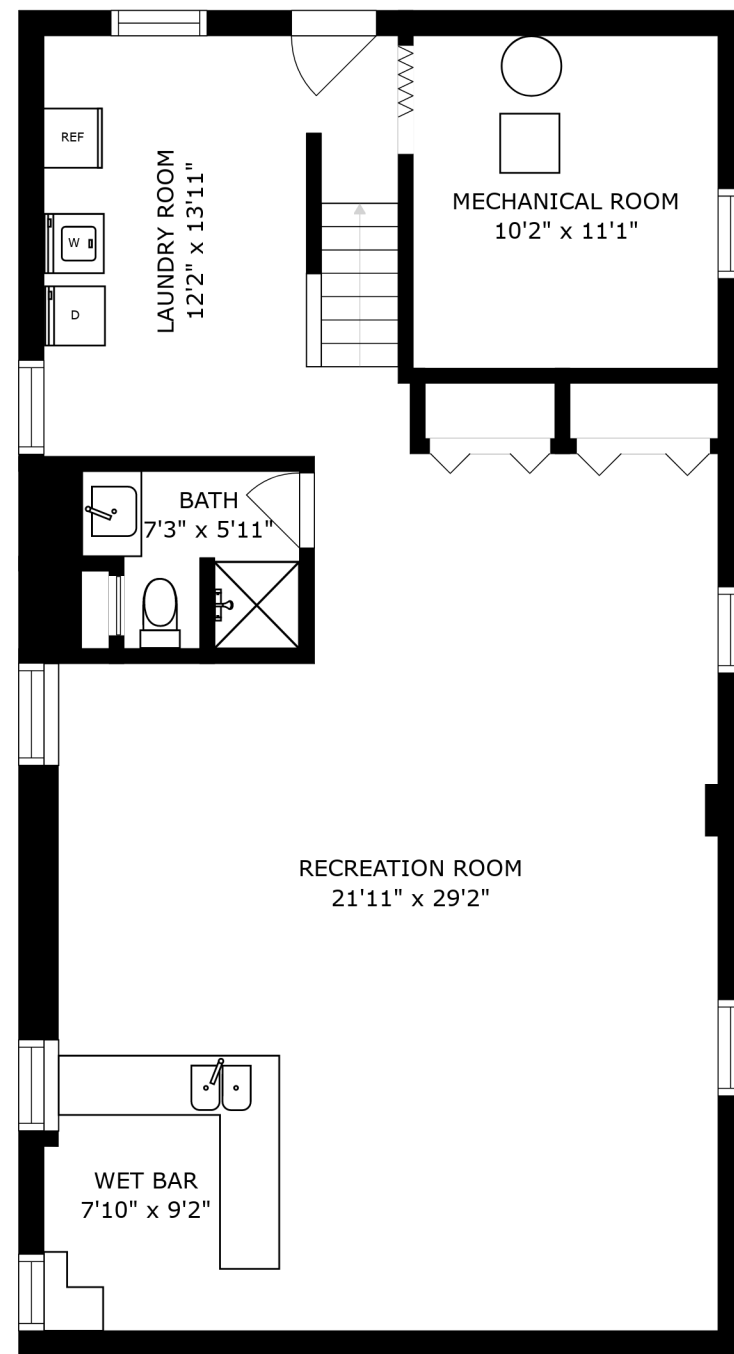 REF
W
D
LAUNDRY ROOM
12'2" x 13'11"
MECHANICAL ROOM
10'2" x 11'1"
BATH
7'3" x 5'11"
RECREATION ROOM
21'11" x 29'2"
WET BAR
7'10" x 9'2"